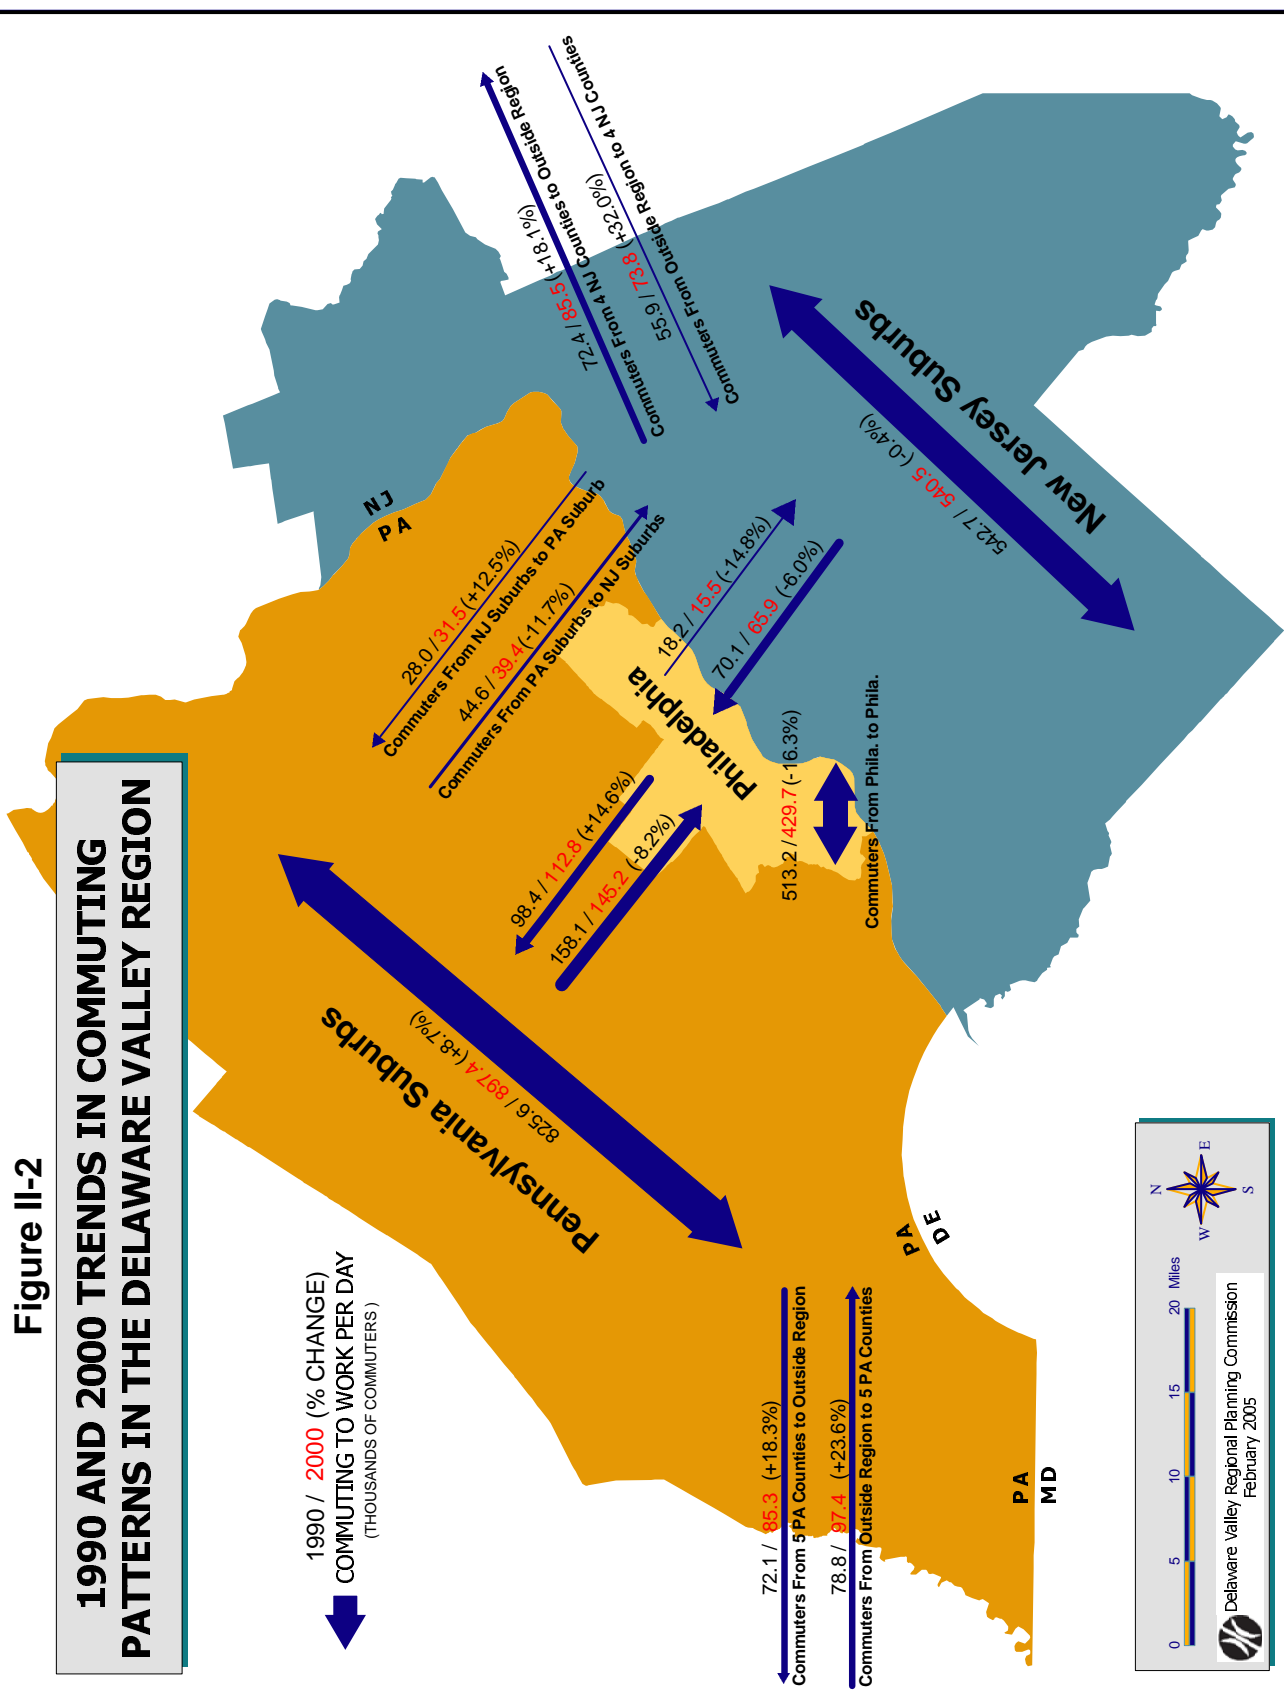 Figure II-2
1990 AND 2000 TRENDS IN COMMUTING
PATTERNS IN THE DELAWARE VALLEY REGION
1990 / 2000 (% CHANGE)
COMMUTING TO WORK PER DAY
(THOUSANDS OF COMMUTERS )
NJ
PA
72.4 / 85.5 (+18.1%)
Commuters From 4 NJ Counties to Outside Region
55.9 / 73.8 (+32.0%)
Commuters From Outside Region to 4 NJ Counties
28.0 / 31.5 (+12.5%)
Commuters From NJ Suburbs to PA Suburb
44.6 / 39.4 (-11.7%)
Commuters From PA Suburbs to NJ Suburbs
Pennsylvania Suburbs
825.6 / 897.4 (+8.7%)
98.4 / 112.8 (+14.6%)
158.1 / 145.2 (-8.2%)
Philadelphia
18.2 / 15.5 (-14.8%)
70.1 / 65.9 (-6.0%)
513.2 / 429.7 (-16.3%)
Commuters From Phila. to Phila.
New Jersey Suburbs
542.7 / 540.5 (-0.4%)
72.1 / 85.3 (+18.3%)
Commuters From 5 PA Counties to Outside Region
78.8 / 97.4 (+23.6%)
Commuters From Outside Region to 5 PA Counties
PA
DE
PA
MD
0 5 10 15 20 Miles
N
W E
S
Delaware Valley Regional Planning Commission
February 2005